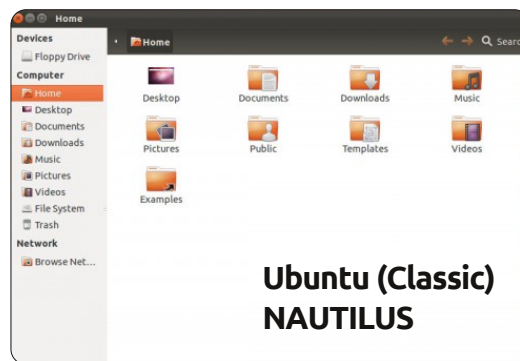 Home
Devices
Floppy Drive
Computer
Home
Desktop
Documents
Downloads
Music
Pictures
Videos
File System
Trash
Network
Browse Net...
Home
Searc
Desktop
Documents
Downloads
Music
Pictures
Public
Templates
Videos
Examples
Ubuntu (Classic)
NAUTILUS